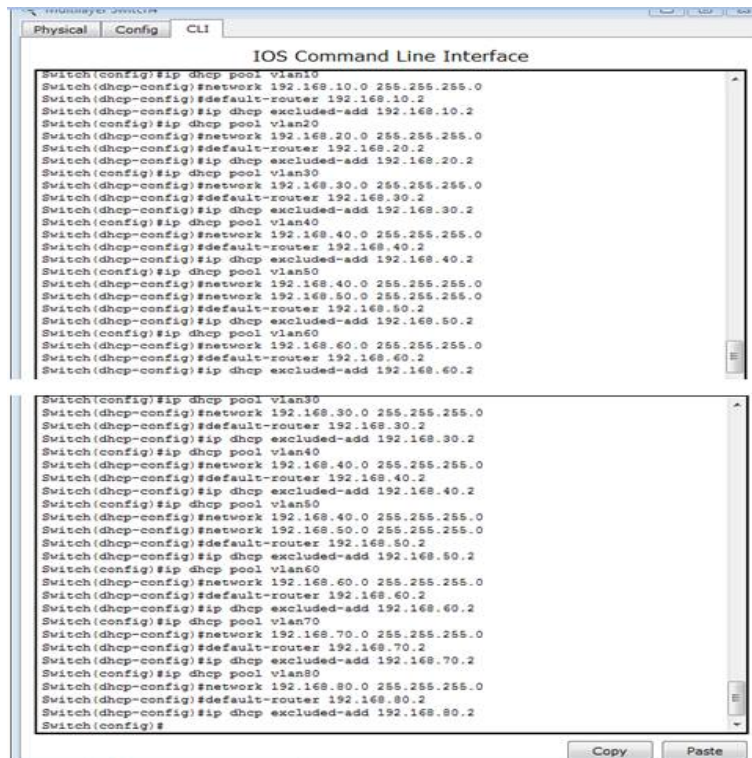 Multilayer Switch4
Physical Config CLI
IOS Command Line Interface
Switch(config)#ip dhcp pool vlan10
Switch(dhcp-config)#network 192.168.10.0 255.255.255.0
Switch(dhcp-config)#default-router 192.168.10.2
Switch(dhcp-config)#ip dhcp excluded-add 192.168.10.2
Switch(config)#ip dhcp pool vlan20
Switch(dhcp-config)#network 192.168.20.0 255.255.255.0
Switch(dhcp-config)#default-router 192.168.20.2
Switch(dhcp-config)#ip dhcp excluded-add 192.168.20.2
Switch(config)#ip dhcp pool vlan30
Switch(dhcp-config)#network 192.168.30.0 255.255.255.0
Switch(dhcp-config)#default-router 192.168.30.2
Switch(dhcp-config)#ip dhcp excluded-add 192.168.30.2
Switch(config)#ip dhcp pool vlan40
Switch(dhcp-config)#network 192.168.40.0 255.255.255.0
Switch(dhcp-config)#default-router 192.168.40.2
Switch(dhcp-config)#ip dhcp excluded-add 192.168.40.2
Switch(config)#ip dhcp pool vlan50
Switch(dhcp-config)#network 192.168.40.0 255.255.255.0
Switch(dhcp-config)#network 192.168.50.0 255.255.255.0
Switch(dhcp-config)#default-router 192.168.50.2
Switch(dhcp-config)#ip dhcp excluded-add 192.168.50.2
Switch(config)#ip dhcp pool vlan60
Switch(dhcp-config)#network 192.168.60.0 255.255.255.0
Switch(dhcp-config)#default-router 192.168.60.2
Switch(dhcp-config)#ip dhcp excluded-add 192.168.60.2
Switch(config)#ip dhcp pool vlan30
Switch(dhcp-config)#network 192.168.30.0 255.255.255.0
Switch(dhcp-config)#default-router 192.168.30.2
Switch(dhcp-config)#ip dhcp excluded-add 192.168.30.2
Switch(config)#ip dhcp pool vlan40
Switch(dhcp-config)#network 192.168.40.0 255.255.255.0
Switch(dhcp-config)#default-router 192.168.40.2
Switch(dhcp-config)#ip dhcp excluded-add 192.168.40.2
Switch(config)#ip dhcp pool vlan50
Switch(dhcp-config)#network 192.168.40.0 255.255.255.0
Switch(dhcp-config)#network 192.168.50.0 255.255.255.0
Switch(dhcp-config)#default-router 192.168.50.2
Switch(dhcp-config)#ip dhcp excluded-add 192.168.50.2
Switch(config)#ip dhcp pool vlan60
Switch(dhcp-config)#network 192.168.60.0 255.255.255.0
Switch(dhcp-config)#default-router 192.168.60.2
Switch(dhcp-config)#ip dhcp excluded-add 192.168.60.2
Switch(config)#ip dhcp pool vlan70
Switch(dhcp-config)#network 192.168.70.0 255.255.255.0
Switch(dhcp-config)#default-router 192.168.70.2
Switch(dhcp-config)#ip dhcp excluded-add 192.168.70.2
Switch(config)#ip dhcp pool vlan80
Switch(dhcp-config)#network 192.168.80.0 255.255.255.0
Switch(dhcp-config)#default-router 192.168.80.2
Switch(dhcp-config)#ip dhcp excluded-add 192.168.80.2
Switch(config)#
Copy Paste